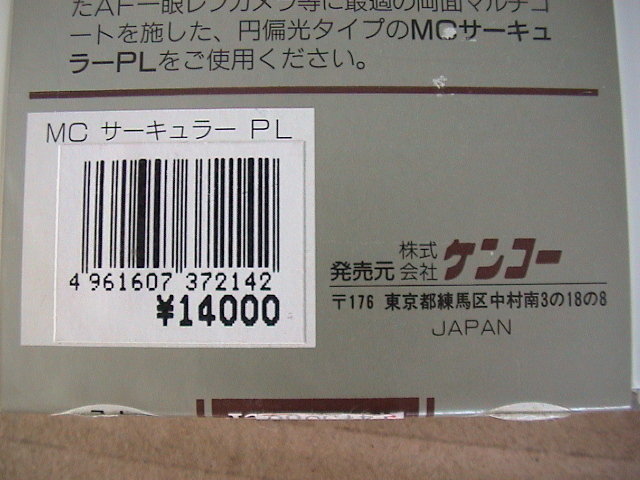 たAF一眼レフカメラ等に最適の両面マルチコ
ートを施した、円偏光タイプのMCサーキュ
ラーPLをご使用ください。
MC サーキュラー PL
4 961607 372142
¥14000
発売元 株式会社 ケンコー
〒176 東京都練馬区中村南3の18の8
JAPAN